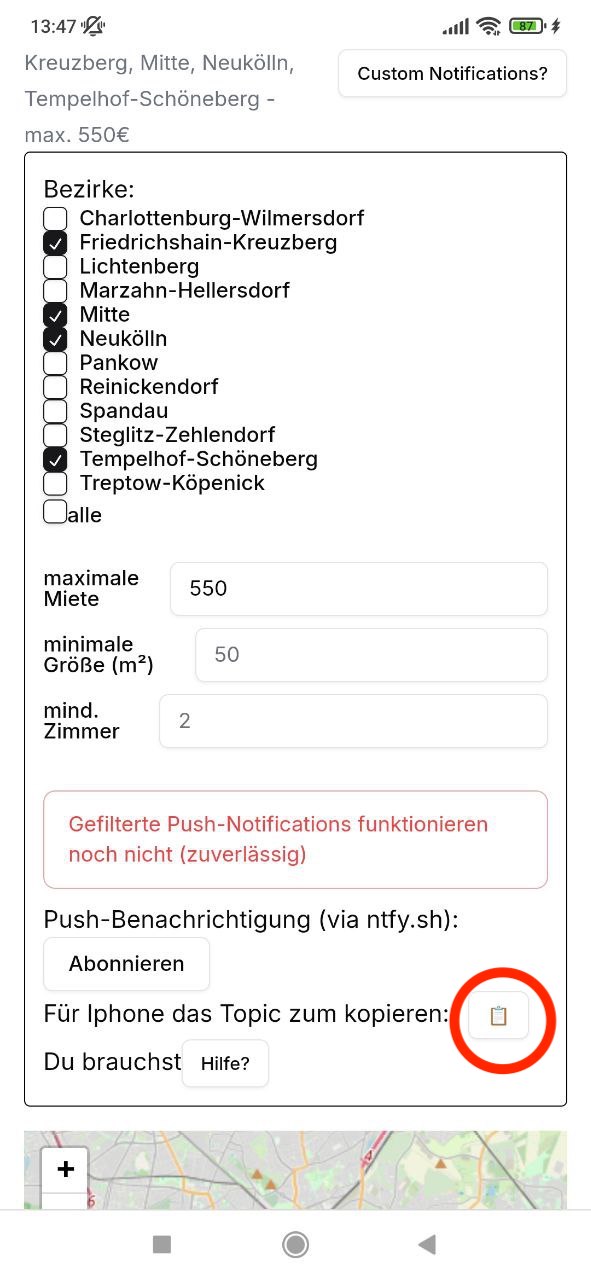 13:47
87
Kreuzberg, Mitte, Neukölln,
Tempelhof-Schöneberg -
max. 550€
Custom Notifications?
Bezirke:
Charlottenburg-Wilmersdorf
Friedrichshain-Kreuzberg
Lichtenberg
Marzahn-Hellersdorf
Mitte
Neukölln
Pankow
Reinickendorf
Spandau
Steglitz-Zehlendorf
Tempelhof-Schöneberg
Treptow-Köpenick
alle
maximale
Miete
550
minimale
Größe (m²)
50
mind.
Zimmer
2
Gefilterte Push-Notifications funktionieren
noch nicht (zuverlässig)
Push-Benachrichtigung (via ntfy.sh):
Abonnieren
Für Iphone das Topic zum kopieren:
Du brauchst Hilfe?
+